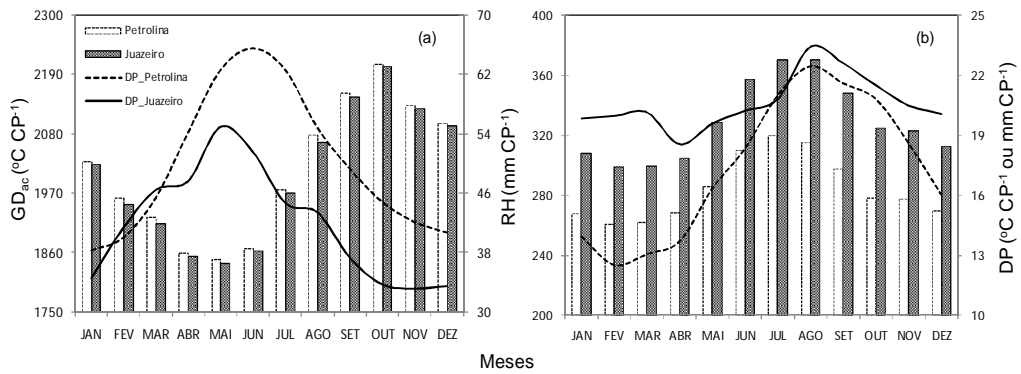 (a)
Petrolina
Juazeiro
DP_Petrolina
DP_Juazeiro
GDac (ºC CP-1)
2300
2190
2080
1970
1860
1750
70
62
54
46
38
30
JAN FEV MAR ABR MAI JUN JUL AGO SET OUT NOV DEZ
(b)
RH (mm CP-1)
400
360
320
280
240
200
25
22
19
16
13
10
DP (ºC CP-1 ou mm CP-1)
JAN FEV MAR ABR MAI JUN JUL AGO SET OUT NOV DEZ
Meses